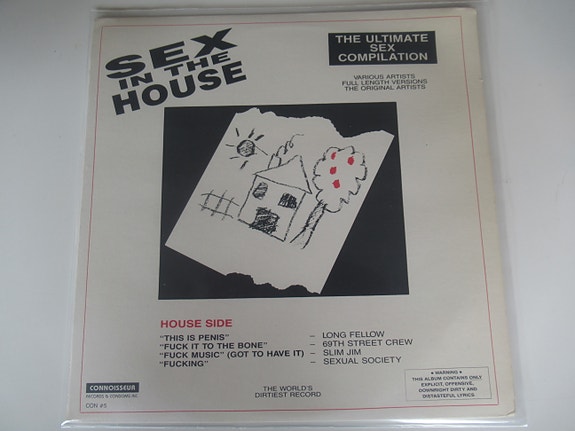 SEX
IN THE
HOUSE
THE ULTIMATE
SEX
COMPILATION
VARIOUS ARTISTS
FULL LENGTH VERSIONS
THE ORIGINAL ARTISTS
HOUSE SIDE
"THIS IS PENIS" – LONG FELLOW
"FUCK IT TO THE BONE" – 69TH STREET CREW
"FUCK MUSIC" (GOT TO HAVE IT) – SLIM JIM
"FUCKING" – SEXUAL SOCIETY
CONNOISSEUR
RECORDS & CONDOMS INC.
CON #5
THE WORLD'S
DIRTIEST RECORD
• WARNING •
THIS ALBUM CONTAINS ONLY
EXPLICIT, OFFENSIVE,
DOWNRIGHT DIRTY AND
DISTASTEFUL LYRICS.